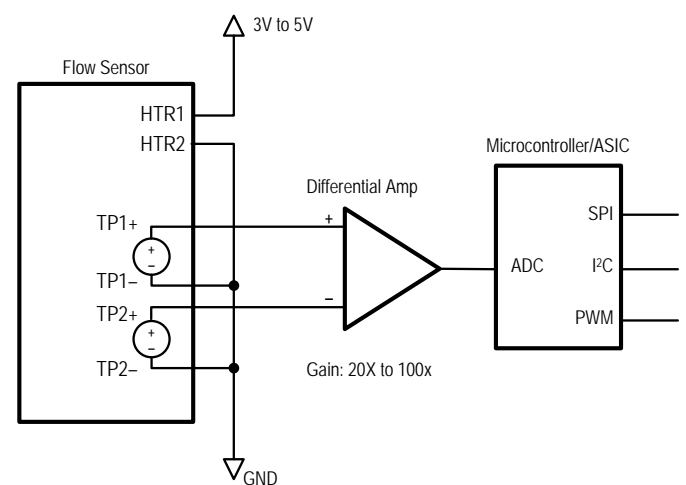 3V to 5V
Flow Sensor
HTR1
HTR2
Microcontroller/ASIC
Differential Amp
SPI
TP1+
+
+
−
ADC
I²C
TP1−
TP2+
−
+
−
PWM
TP2−
Gain: 20X to 100x
GND